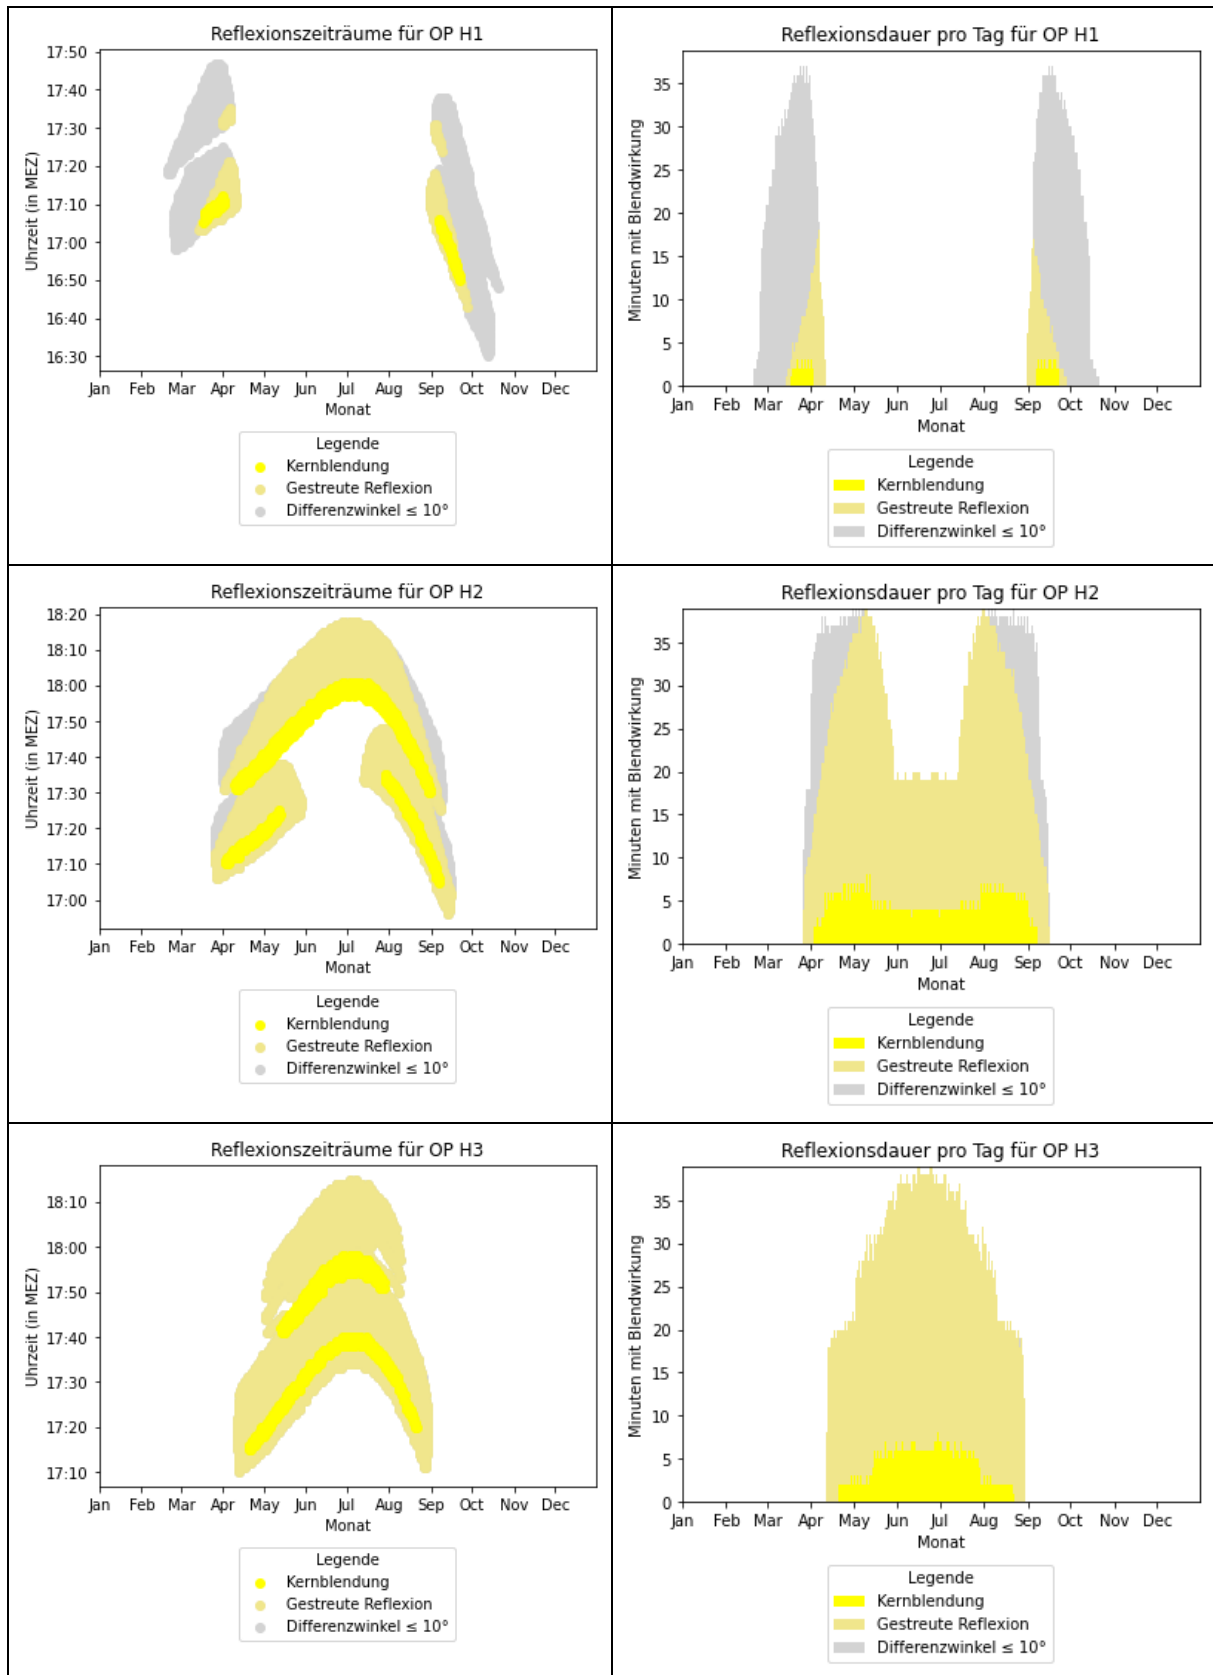 Reflexionszeiträume für OP H1
17:50
17:40
17:30
17:20
17:10
17:00
16:50
16:40
16:30
Uhrzeit (in MEZ)
Jan Feb Mar Apr May Jun Jul Aug Sep Oct Nov Dec
Monat
Legende
Kernblendung
Gestreute Reflexion
Differenzwinkel ≤ 10°
Reflexionsdauer pro Tag für OP H1
35
30
25
20
15
10
5
0
Minuten mit Blendwirkung
Jan Feb Mar Apr May Jun Jul Aug Sep Oct Nov Dec
Monat
Legende
Kernblendung
Gestreute Reflexion
Differenzwinkel ≤ 10°
Reflexionszeiträume für OP H2
18:20
18:10
18:00
17:50
17:40
17:30
17:20
17:10
17:00
Uhrzeit (in MEZ)
Jan Feb Mar Apr May Jun Jul Aug Sep Oct Nov Dec
Monat
Legende
Kernblendung
Gestreute Reflexion
Differenzwinkel ≤ 10°
Reflexionsdauer pro Tag für OP H2
35
30
25
20
15
10
5
0
Minuten mit Blendwirkung
Jan Feb Mar Apr May Jun Jul Aug Sep Oct Nov Dec
Monat
Legende
Kernblendung
Gestreute Reflexion
Differenzwinkel ≤ 10°
Reflexionszeiträume für OP H3
18:10
18:00
17:50
17:40
17:30
17:20
17:10
Uhrzeit (in MEZ)
Jan Feb Mar Apr May Jun Jul Aug Sep Oct Nov Dec
Monat
Legende
Kernblendung
Gestreute Reflexion
Differenzwinkel ≤ 10°
Reflexionsdauer pro Tag für OP H3
35
30
25
20
15
10
5
0
Minuten mit Blendwirkung
Jan Feb Mar Apr May Jun Jul Aug Sep Oct Nov Dec
Monat
Legende
Kernblendung
Gestreute Reflexion
Differenzwinkel ≤ 10°